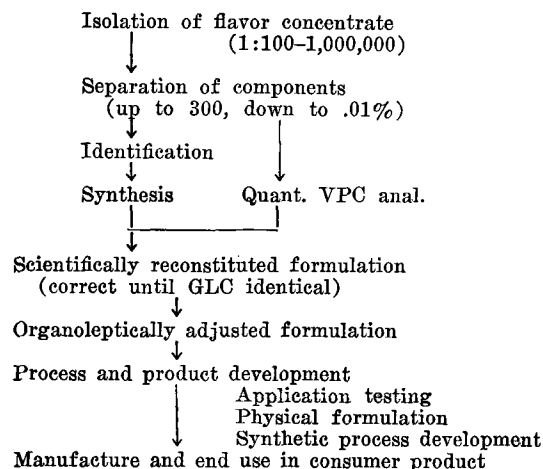 Isolation of flavor concentrate
(1:100–1,000,000)
Separation of components
(up to 300, down to .01%)
Identification
Synthesis Quant. VPC anal.
Scientifically reconstituted formulation
(correct until GLC identical)
Organoleptically adjusted formulation
Process and product development
Application testing
Physical formulation
Synthetic process development
Manufacture and end use in consumer product